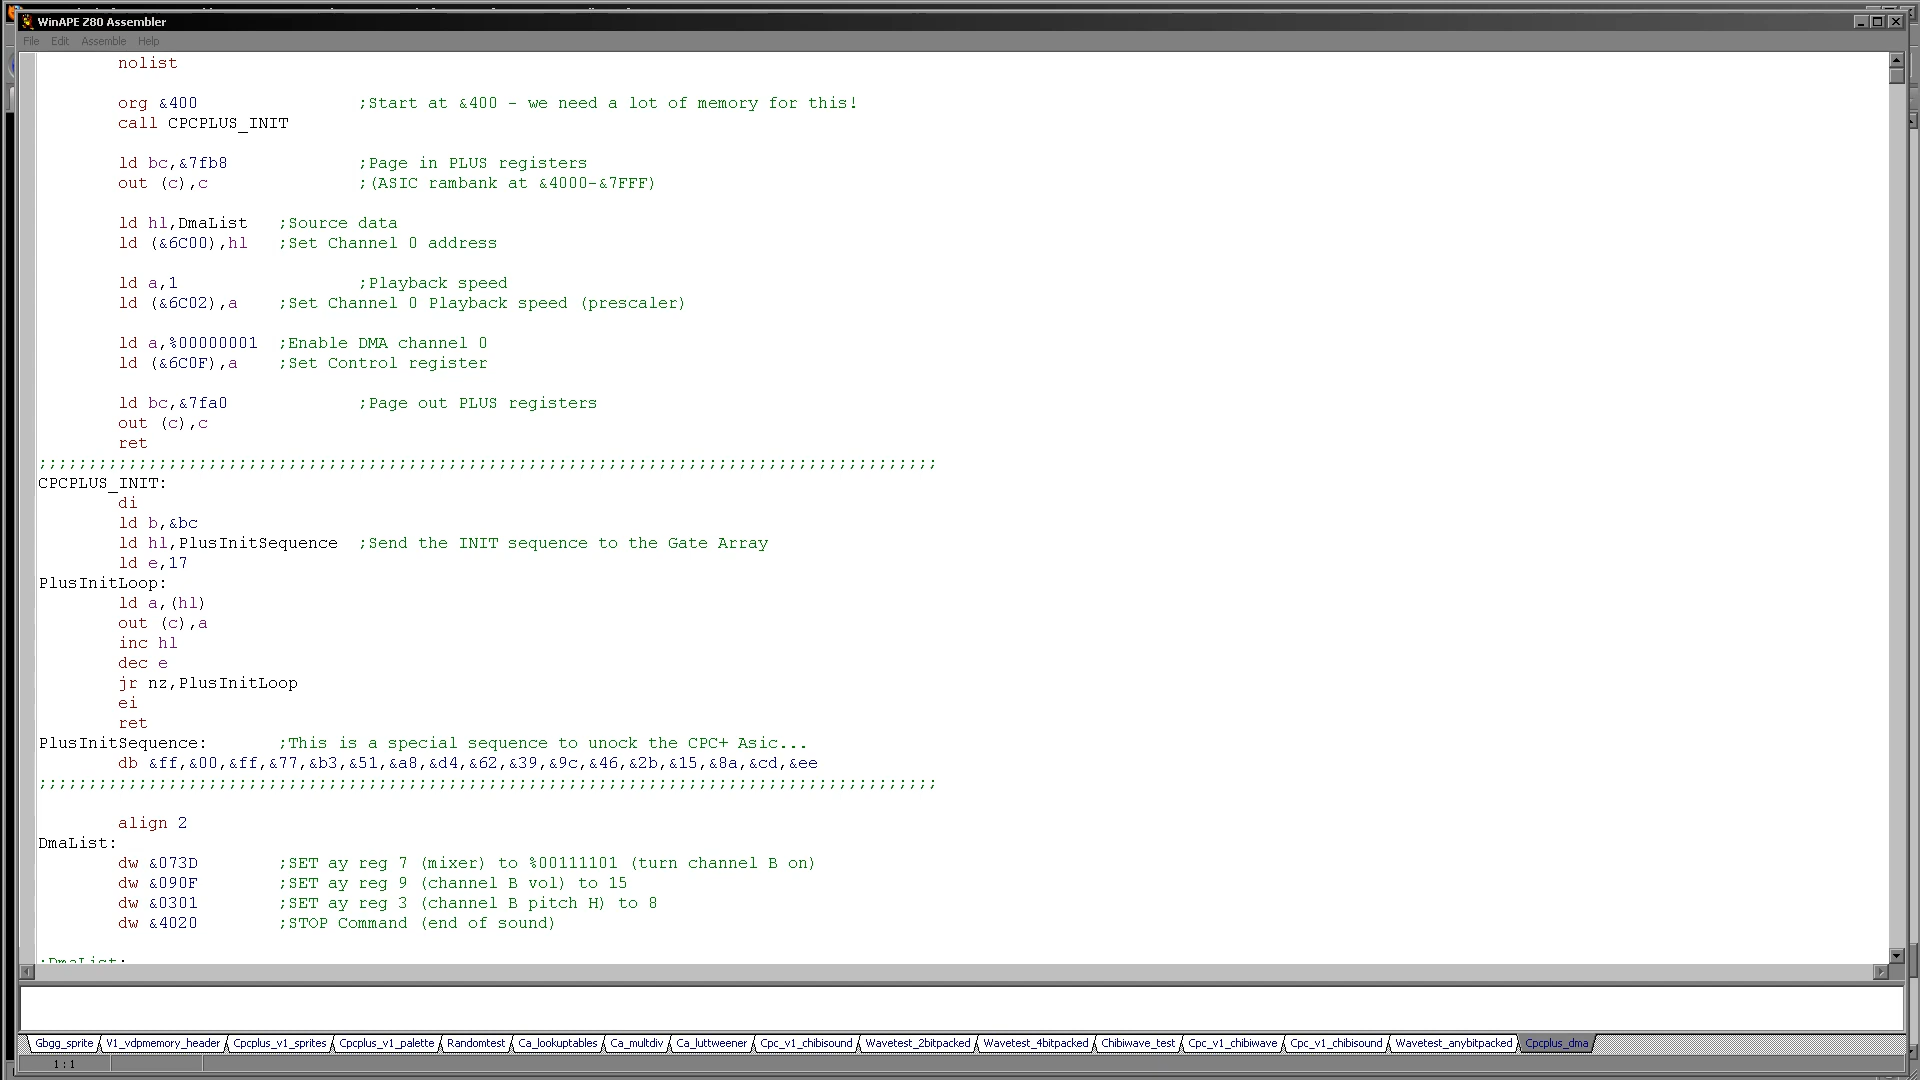 WinAPE Z80 Assembler
File Edit Assemble Help
nolist
org &400 ;Start at &400 - we need a lot of memory for this!
call CPCPLUS_INIT
ld bc,&7fb8 ;Page in PLUS registers
out (c),c ;(ASIC rambank at &4000-&7FFF)
ld hl,DmaList ;Source data
ld (&6C00),hl ;Set Channel 0 address
ld a,1 ;Playback speed
ld (&6C02),a ;Set Channel 0 Playback speed (prescaler)
ld a,%00000001 ;Enable DMA channel 0
ld (&6C0F),a ;Set Control register
ld bc,&7fa0 ;Page out PLUS registers
out (c),c
ret
;;;;;;;;;;;;;;;;;;;;;;;;;;;;;;;;;;;;;;;;;;;;;;;;;;;;;;;;;;;;;;;;;;;;;;;;;;;;;;;;;;;;;;;;;;
CPCPLUS_INIT:
di
ld b,&bc
ld hl,PlusInitSequence ;Send the INIT sequence to the Gate Array
ld e,17
PlusInitLoop:
ld a,(hl)
out (c),a
inc hl
dec e
jr nz,PlusInitLoop
ei
ret
PlusInitSequence: ;This is a special sequence to unock the CPC+ Asic...
db &ff,&00,&ff,&77,&b3,&51,&a8,&d4,&62,&39,&9c,&46,&2b,&15,&8a,&cd,&ee
;;;;;;;;;;;;;;;;;;;;;;;;;;;;;;;;;;;;;;;;;;;;;;;;;;;;;;;;;;;;;;;;;;;;;;;;;;;;;;;;;;;;;;;;;;
align 2
DmaList:
dw &073D ;SET ay reg 7 (mixer) to %00111101 (turn channel B on)
dw &090F ;SET ay reg 9 (channel B vol) to 15
dw &0301 ;SET ay reg 3 (channel B pitch H) to 8
dw &4020 ;STOP Command (end of sound)
;DmaList:
Gbgg_sprite V1_vdpmemory_header Cpcplus_v1_sprites Cpcplus_v1_palette Randomtest Ca_lookuptables Ca_multdiv Ca_luttweener Cpc_v1_chibisound Wavetest_2bitpacked Wavetest_4bitpacked Chibiwave_test Cpc_v1_chibiwave Cpc_v1_chibisound Wavetest_anybitpacked Cpcplus_dma
1:1